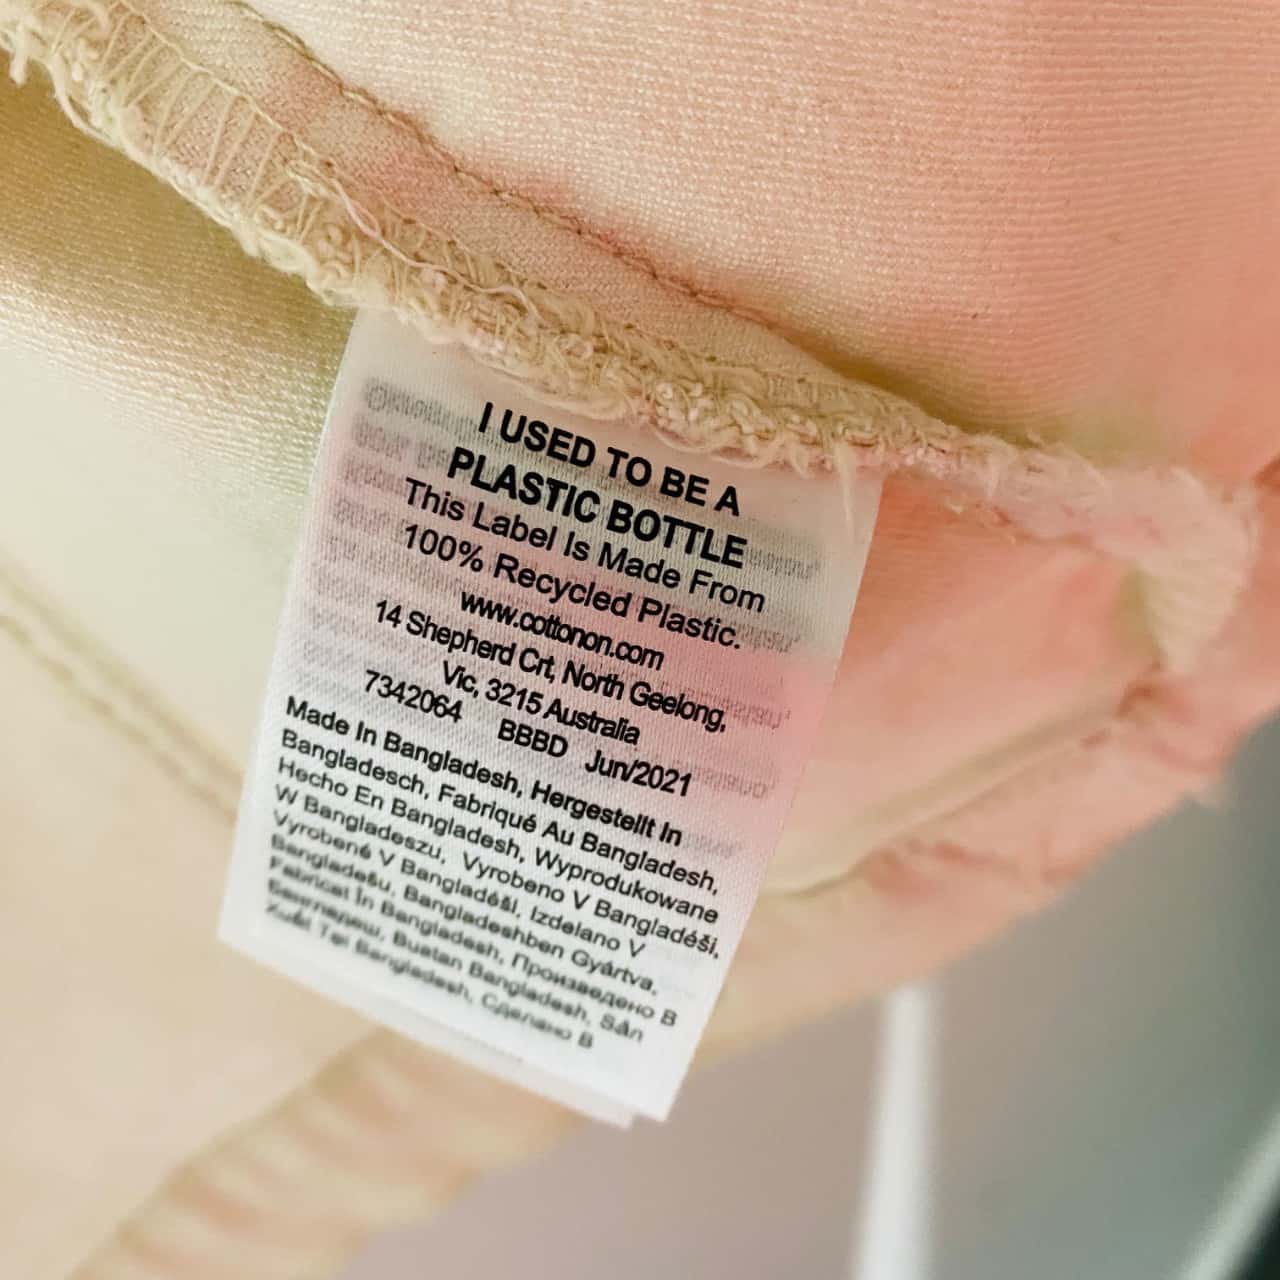 I USED TO BE A
PLASTIC BOTTLE
This Label Is Made From
100% Recycled Plastic.
www.cottonon.com
14 Shepherd Crt, North Geelong,
Vic, 3215 Australia
7342064 BBBD Jun/2021
Made In Bangladesh, Hergestellt In
Bangladesch, Fabriqué Au Bangladesh,
Hecho En Bangladesh, Wyprodukowane
W Bangladeszu, Vyrobeno V Bangladéši,
Vyrobené V Bangladéši, Izdelano V
Bangladešu, Bangladeshben Gyártva,
Fabricat În Bangladesh, Произведено В
Бангладеш, Buatan Bangladesh, Sản
Xuất Tại Bangladesh, Сделано В